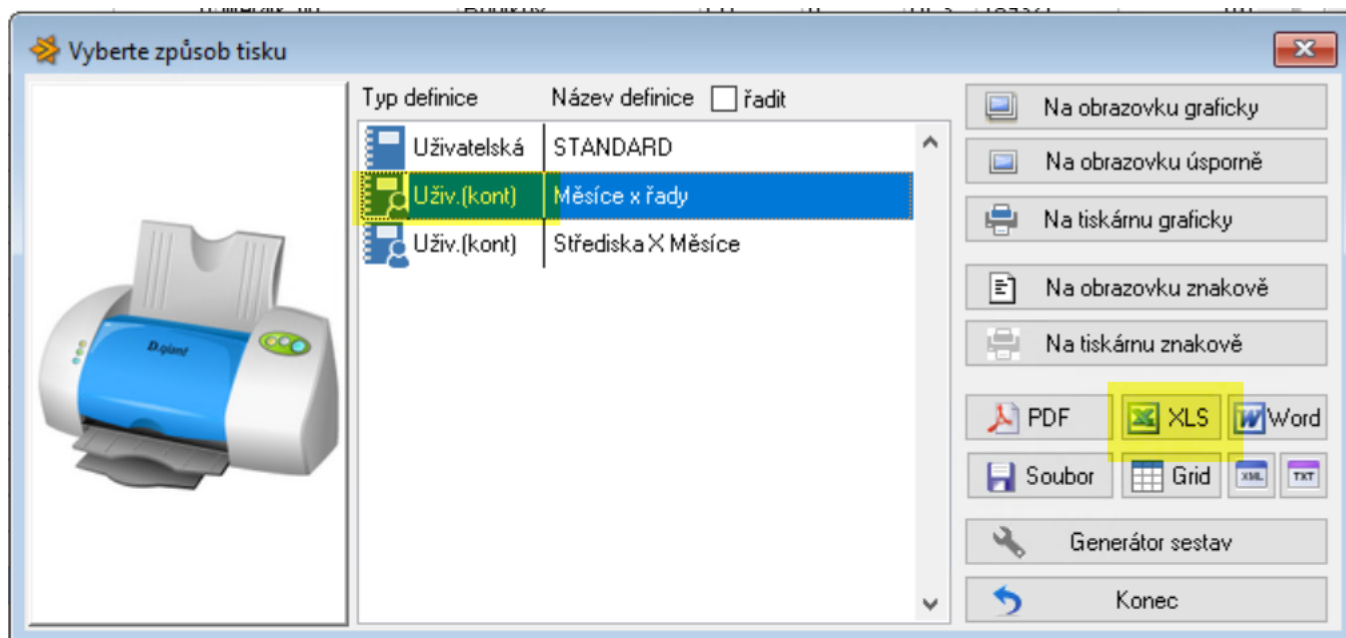 Vyberte způsob tisku
Typ definice Název definice řadit
Uživatelská STANDARD
Uživ.(kont) Měsíce x řady
Uživ.(kont) Střediska X Měsíce
D.giant
Na obrazovku graficky
Na obrazovku úsporně
Na tiskárnu graficky
Na obrazovku znakově
Na tiskárnu znakově
PDF XLS Word
Soubor Grid XML TXT
Generátor sestav
Konec